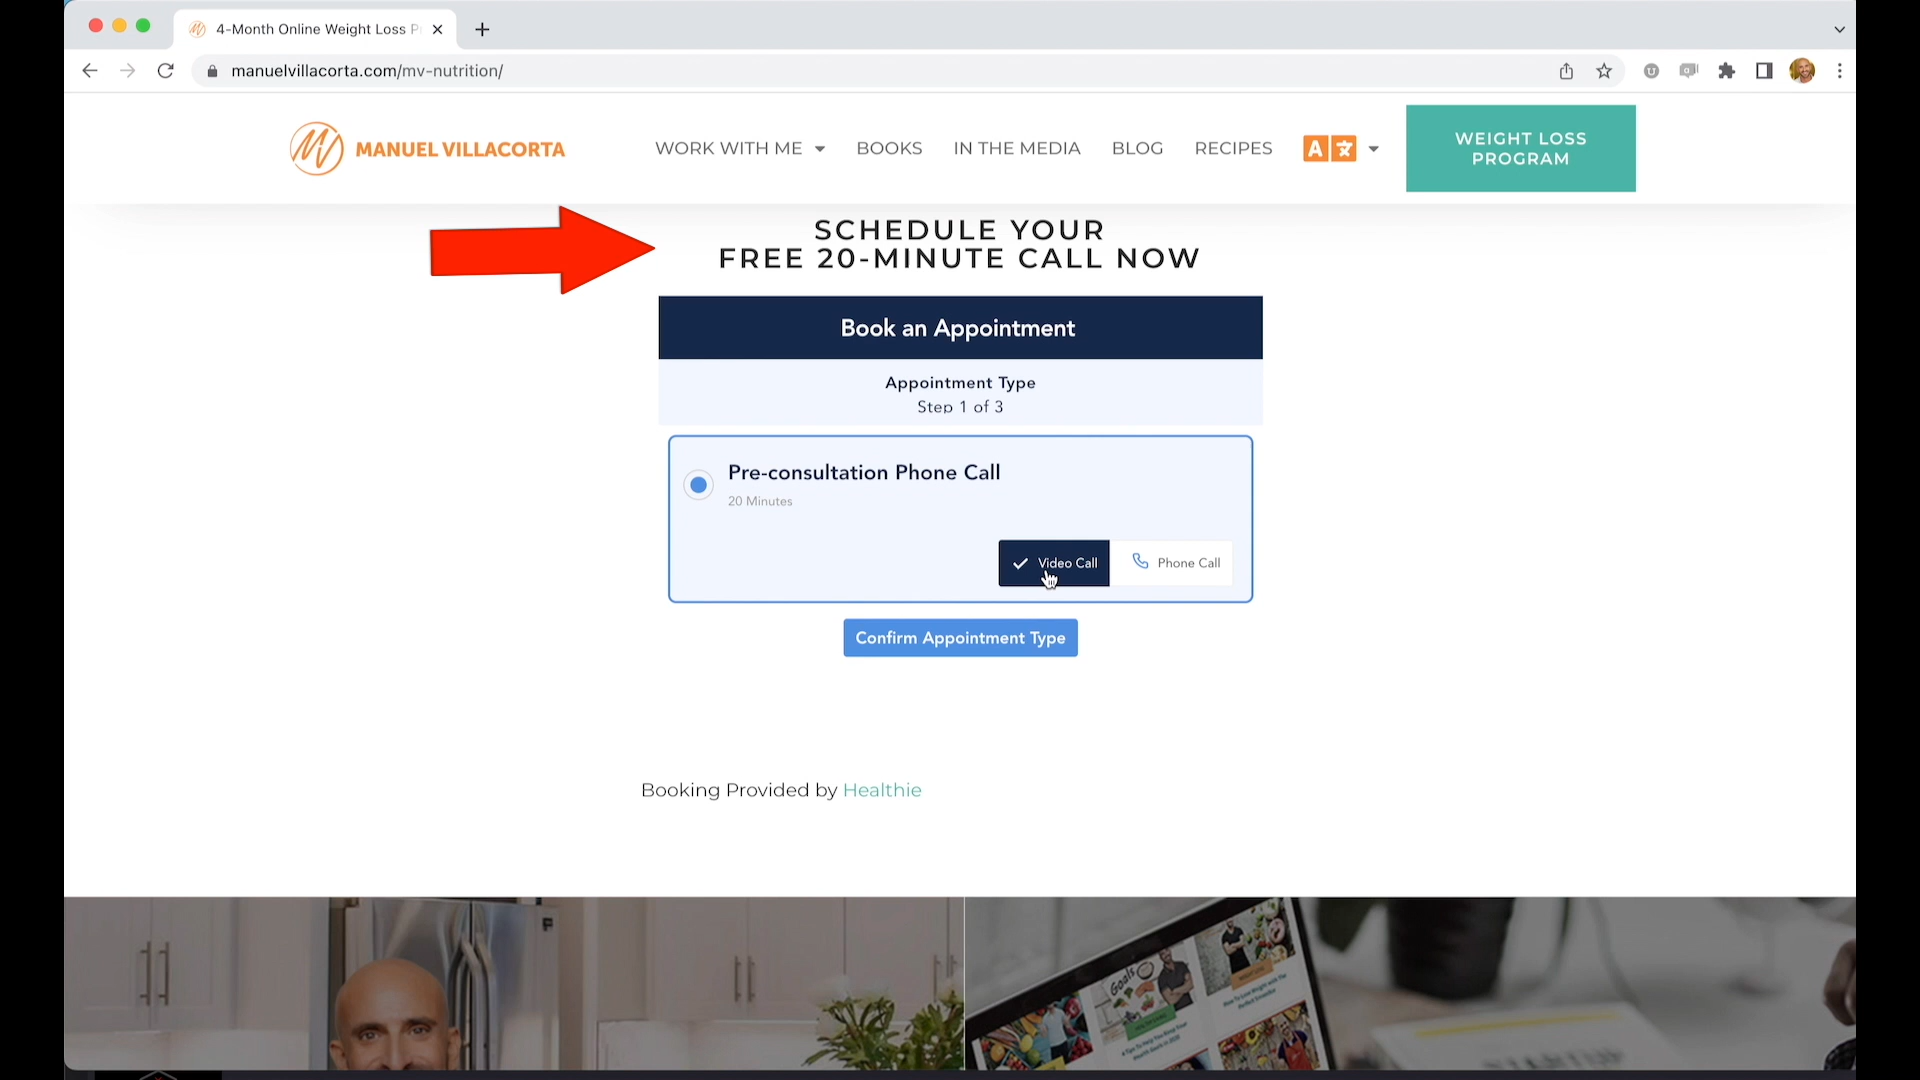 4-Month Online Weight Loss P
manuelvillacorta.com/mv-nutrition/
MANUEL VILLACORTA
WORK WITH ME
BOOKS
IN THE MEDIA
BLOG
RECIPES
A
WEIGHT LOSS
PROGRAM
SCHEDULE YOUR
FREE 20-MINUTE CALL NOW
Book an Appointment
Appointment Type
Step 1 of 3
Pre-consultation Phone Call
20 Minutes
Video Call
Phone Call
Confirm Appointment Type
Booking Provided by Healthie
Goals